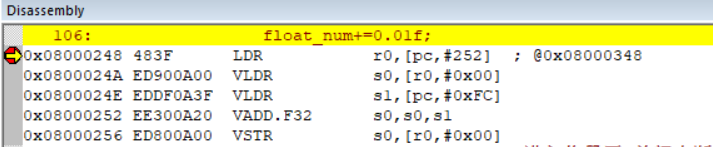 Disassembly
106: float_num+=0.01f;
0x08000248 483F LDR r0,[pc,#252] ; @0x08000348
0x0800024A ED900A00 VLDR s0,[r0,#0x00]
0x0800024E EDDF0A3F VLDR s1,[pc,#0xFC]
0x08000252 EE300A20 VADD.F32 s0,s0,s1
0x08000256 ED800A00 VSTR s0,[r0,#0x00]